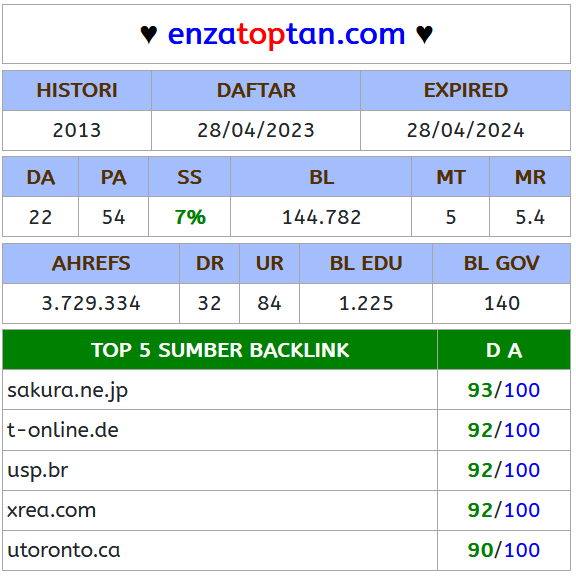 ♥ enzatoptan.com ♥
HISTORI DAFTAR EXPIRED
2013 28/04/2023 28/04/2024
DA PA SS BL MT MR
22 54 7% 144.782 5 5.4
AHREFS DR UR BL EDU BL GOV
3.729.334 32 84 1.225 140
TOP 5 SUMBER BACKLINK D A
sakura.ne.jp 93/100
t-online.de 92/100
usp.br 92/100
xrea.com 92/100
utoronto.ca 90/100